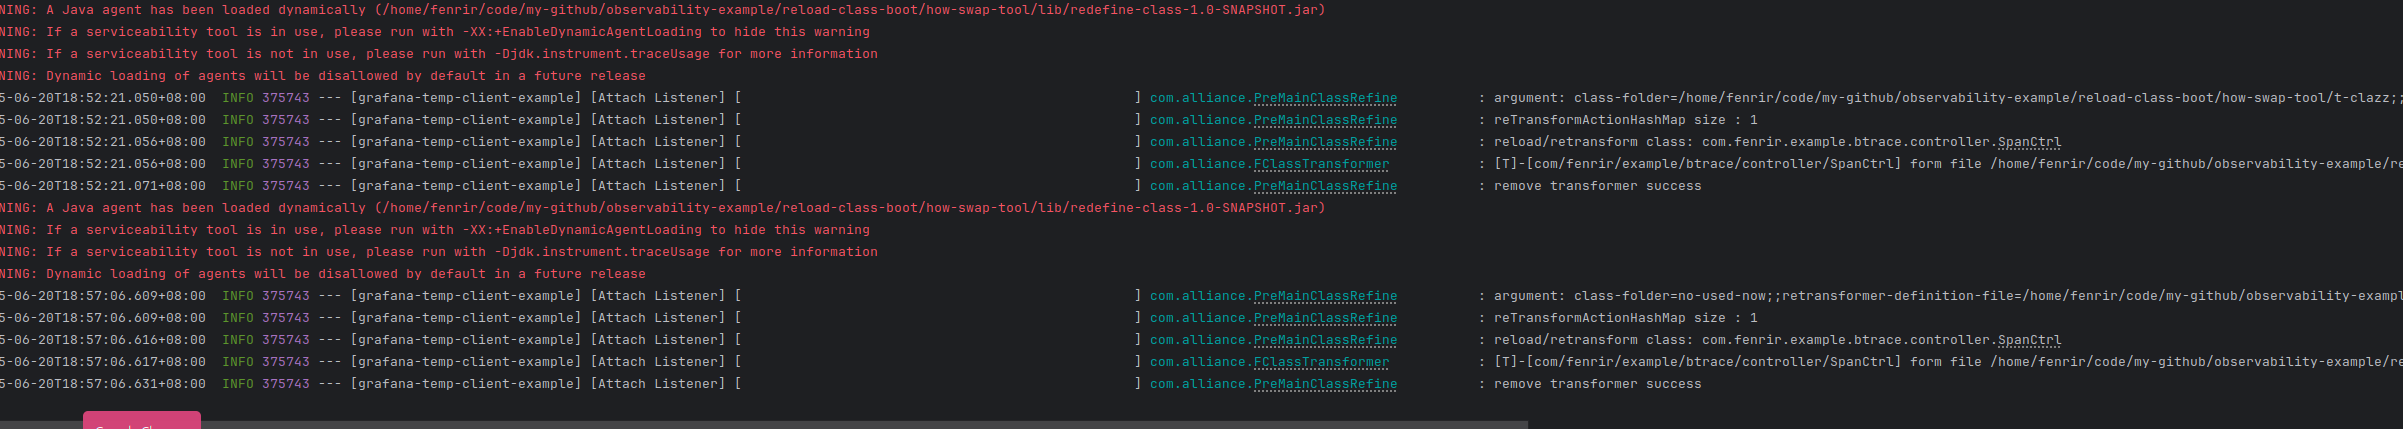 NING: A Java agent has been loaded dynamically (/home/fenrir/code/my-github/observability-example/reload-class-boot/how-swap-tool/lib/redefine-class-1.0-SNAPSHOT.jar)
NING: If a serviceability tool is in use, please run with -XX:+EnableDynamicAgentLoading to hide this warning
NING: If a serviceability tool is not in use, please run with -Djdk.instrument.traceUsage for more information
NING: Dynamic loading of agents will be disallowed by default in a future release
5-06-20T18:52:21.050+08:00  INFO 375743 --- [grafana-temp-client-example] [Attach Listener] [                                                 ] com.alliance.PreMainClassRefine          : argument: class-folder=/home/fenrir/code/my-github/observability-example/reload-class-boot/how-swap-tool/t-clazz;;
5-06-20T18:52:21.050+08:00  INFO 375743 --- [grafana-temp-client-example] [Attach Listener] [                                                 ] com.alliance.PreMainClassRefine          : reTransformActionHashMap size : 1
5-06-20T18:52:21.056+08:00  INFO 375743 --- [grafana-temp-client-example] [Attach Listener] [                                                 ] com.alliance.PreMainClassRefine          : reload/retransform class: com.fenrir.example.btrace.controller.SpanCtrl
5-06-20T18:52:21.056+08:00  INFO 375743 --- [grafana-temp-client-example] [Attach Listener] [                                                 ] com.alliance.FClassTransformer           : [T]-[com/fenrir/example/btrace/controller/SpanCtrl] form file /home/fenrir/code/my-github/observability-example/re
5-06-20T18:52:21.071+08:00  INFO 375743 --- [grafana-temp-client-example] [Attach Listener] [                                                 ] com.alliance.PreMainClassRefine          : remove transformer success
NING: A Java agent has been loaded dynamically (/home/fenrir/code/my-github/observability-example/reload-class-boot/how-swap-tool/lib/redefine-class-1.0-SNAPSHOT.jar)
NING: If a serviceability tool is in use, please run with -XX:+EnableDynamicAgentLoading to hide this warning
NING: If a serviceability tool is not in use, please run with -Djdk.instrument.traceUsage for more information
NING: Dynamic loading of agents will be disallowed by default in a future release
5-06-20T18:57:06.609+08:00  INFO 375743 --- [grafana-temp-client-example] [Attach Listener] [                                                 ] com.alliance.PreMainClassRefine          : argument: class-folder=no-used-now;;retransformer-definition-file=/home/fenrir/code/my-github/observability-exampl
5-06-20T18:57:06.609+08:00  INFO 375743 --- [grafana-temp-client-example] [Attach Listener] [                                                 ] com.alliance.PreMainClassRefine          : reTransformActionHashMap size : 1
5-06-20T18:57:06.616+08:00  INFO 375743 --- [grafana-temp-client-example] [Attach Listener] [                                                 ] com.alliance.PreMainClassRefine          : reload/retransform class: com.fenrir.example.btrace.controller.SpanCtrl
5-06-20T18:57:06.617+08:00  INFO 375743 --- [grafana-temp-client-example] [Attach Listener] [                                                 ] com.alliance.FClassTransformer           : [T]-[com/fenrir/example/btrace/controller/SpanCtrl] form file /home/fenrir/code/my-github/observability-example/re
5-06-20T18:57:06.631+08:00  INFO 375743 --- [grafana-temp-client-example] [Attach Listener] [                                                 ] com.alliance.PreMainClassRefine          : remove transformer success